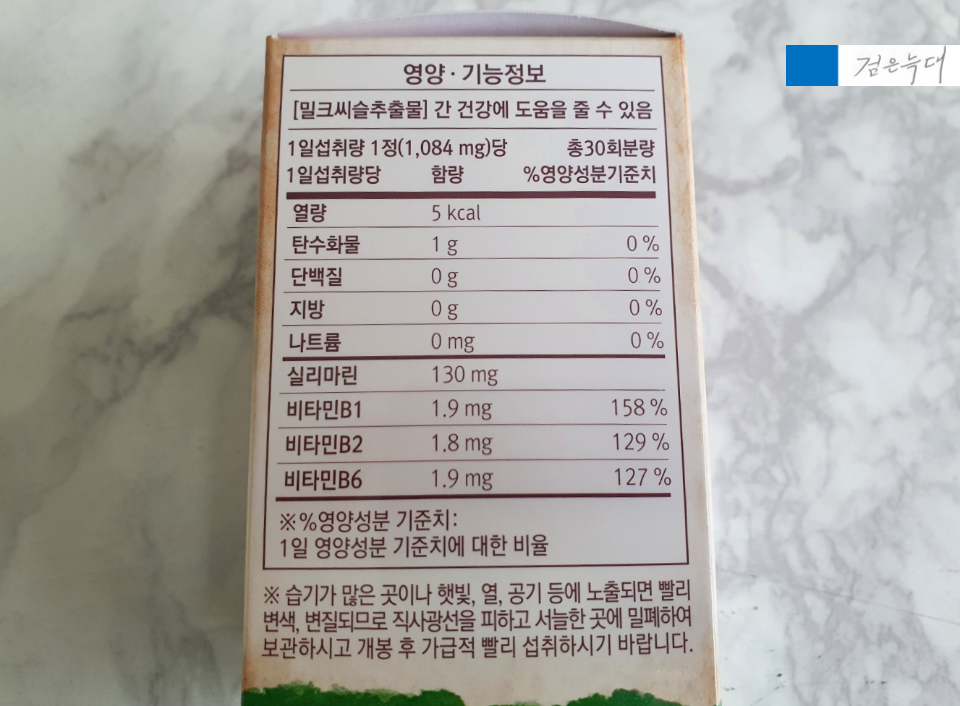 검은늑대
영양·기능정보
[밀크씨슬추출물] 간 건강에 도움을 줄 수 있음
1일섭취량 1정(1,084 mg)당 총30회분량
1일섭취량당 함량 %영양성분기준치
열량 5 kcal
탄수화물 1 g 0 %
단백질 0 g 0 %
지방 0 g 0 %
나트륨 0 mg 0 %
실리마린 130 mg
비타민B1 1.9 mg 158 %
비타민B2 1.8 mg 129 %
비타민B6 1.9 mg 127 %
※%영양성분 기준치:
1일 영양성분 기준치에 대한 비율
※ 습기가 많은 곳이나 햇빛, 열, 공기 등에 노출되면 빨리
변색, 변질되므로 직사광선을 피하고 서늘한 곳에 밀폐하여
보관하시고 개봉 후 가급적 빨리 섭취하시기 바랍니다.